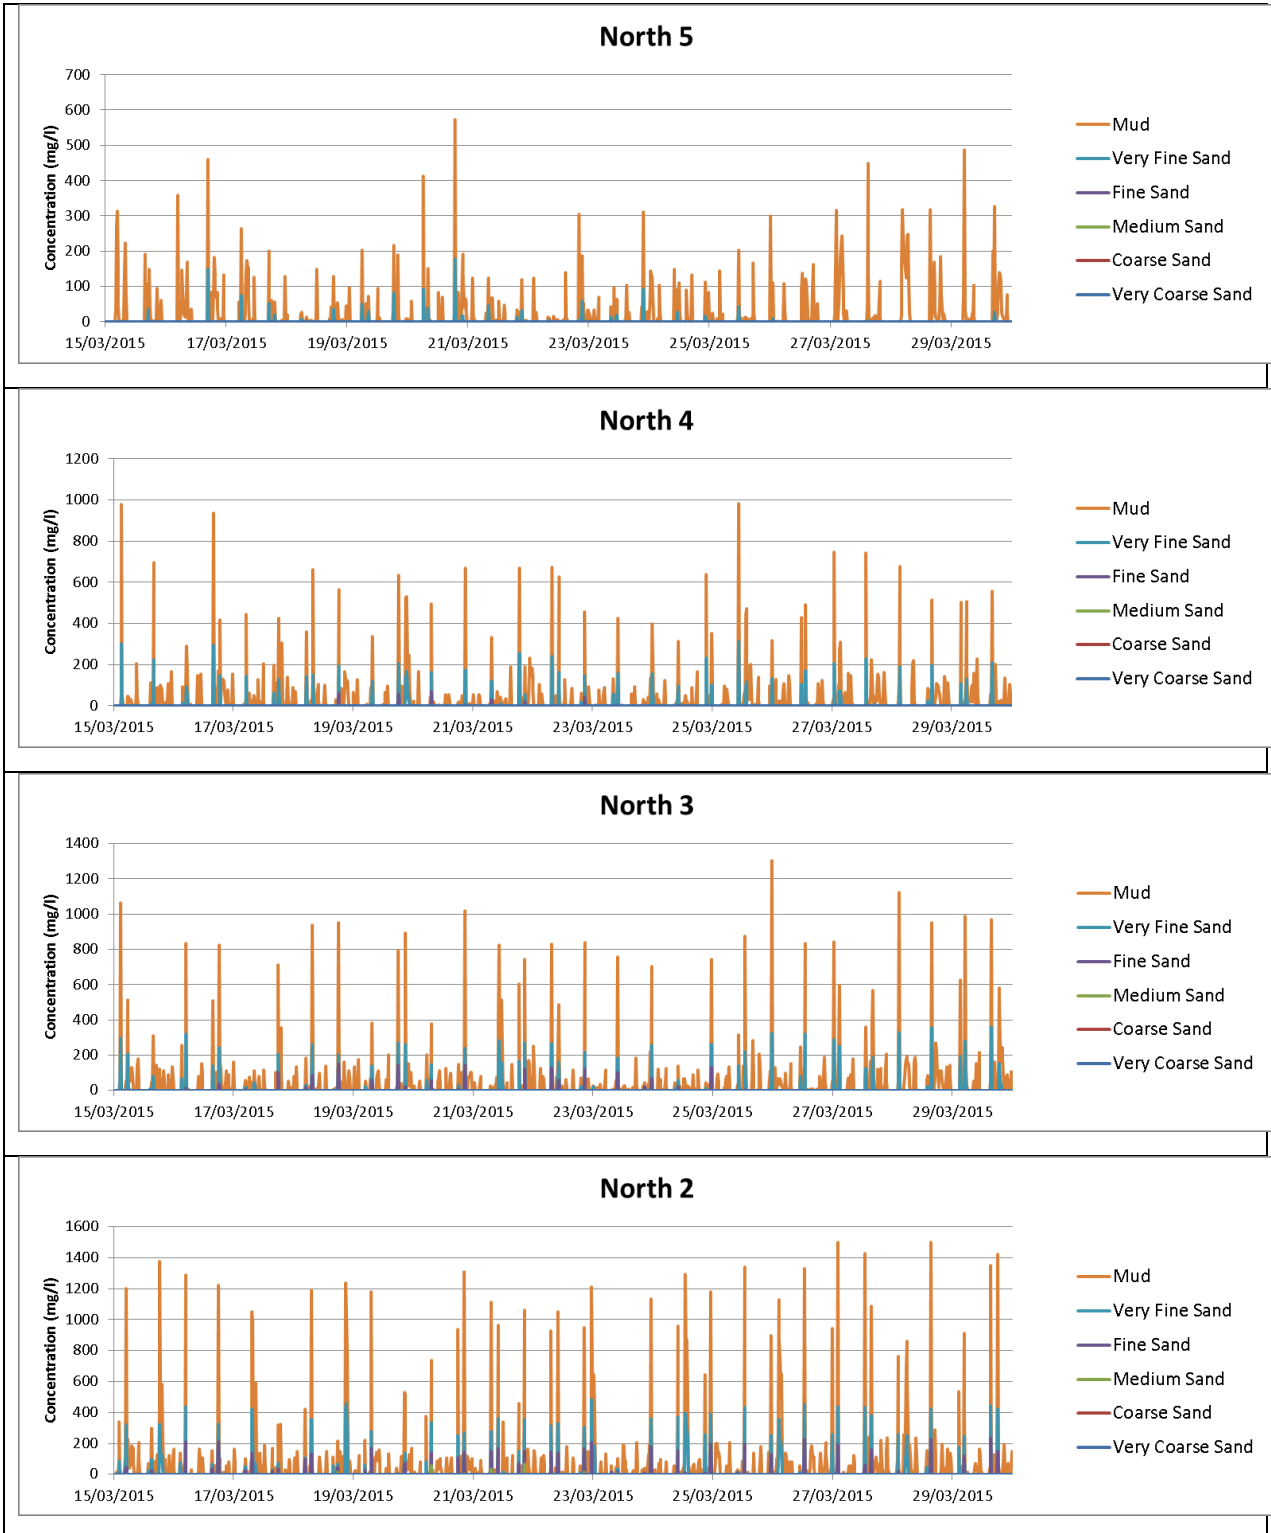 North 5
700
600
500
400
300
200
100
0
Concentration (mg/l)
15/03/2015 17/03/2015 19/03/2015 21/03/2015 23/03/2015 25/03/2015 27/03/2015 29/03/2015
Mud
Very Fine Sand
Fine Sand
Medium Sand
Coarse Sand
Very Coarse Sand
North 4
1200
1000
800
600
400
200
0
Concentration (mg/l)
15/03/2015 17/03/2015 19/03/2015 21/03/2015 23/03/2015 25/03/2015 27/03/2015 29/03/2015
Mud
Very Fine Sand
Fine Sand
Medium Sand
Coarse Sand
Very Coarse Sand
North 3
1400
1200
1000
800
600
400
200
0
Concentration (mg/l)
15/03/2015 17/03/2015 19/03/2015 21/03/2015 23/03/2015 25/03/2015 27/03/2015 29/03/2015
Mud
Very Fine Sand
Fine Sand
Medium Sand
Coarse Sand
Very Coarse Sand
North 2
1600
1400
1200
1000
800
600
400
200
0
Concentration (mg/l)
15/03/2015 17/03/2015 19/03/2015 21/03/2015 23/03/2015 25/03/2015 27/03/2015 29/03/2015
Mud
Very Fine Sand
Fine Sand
Medium Sand
Coarse Sand
Very Coarse Sand